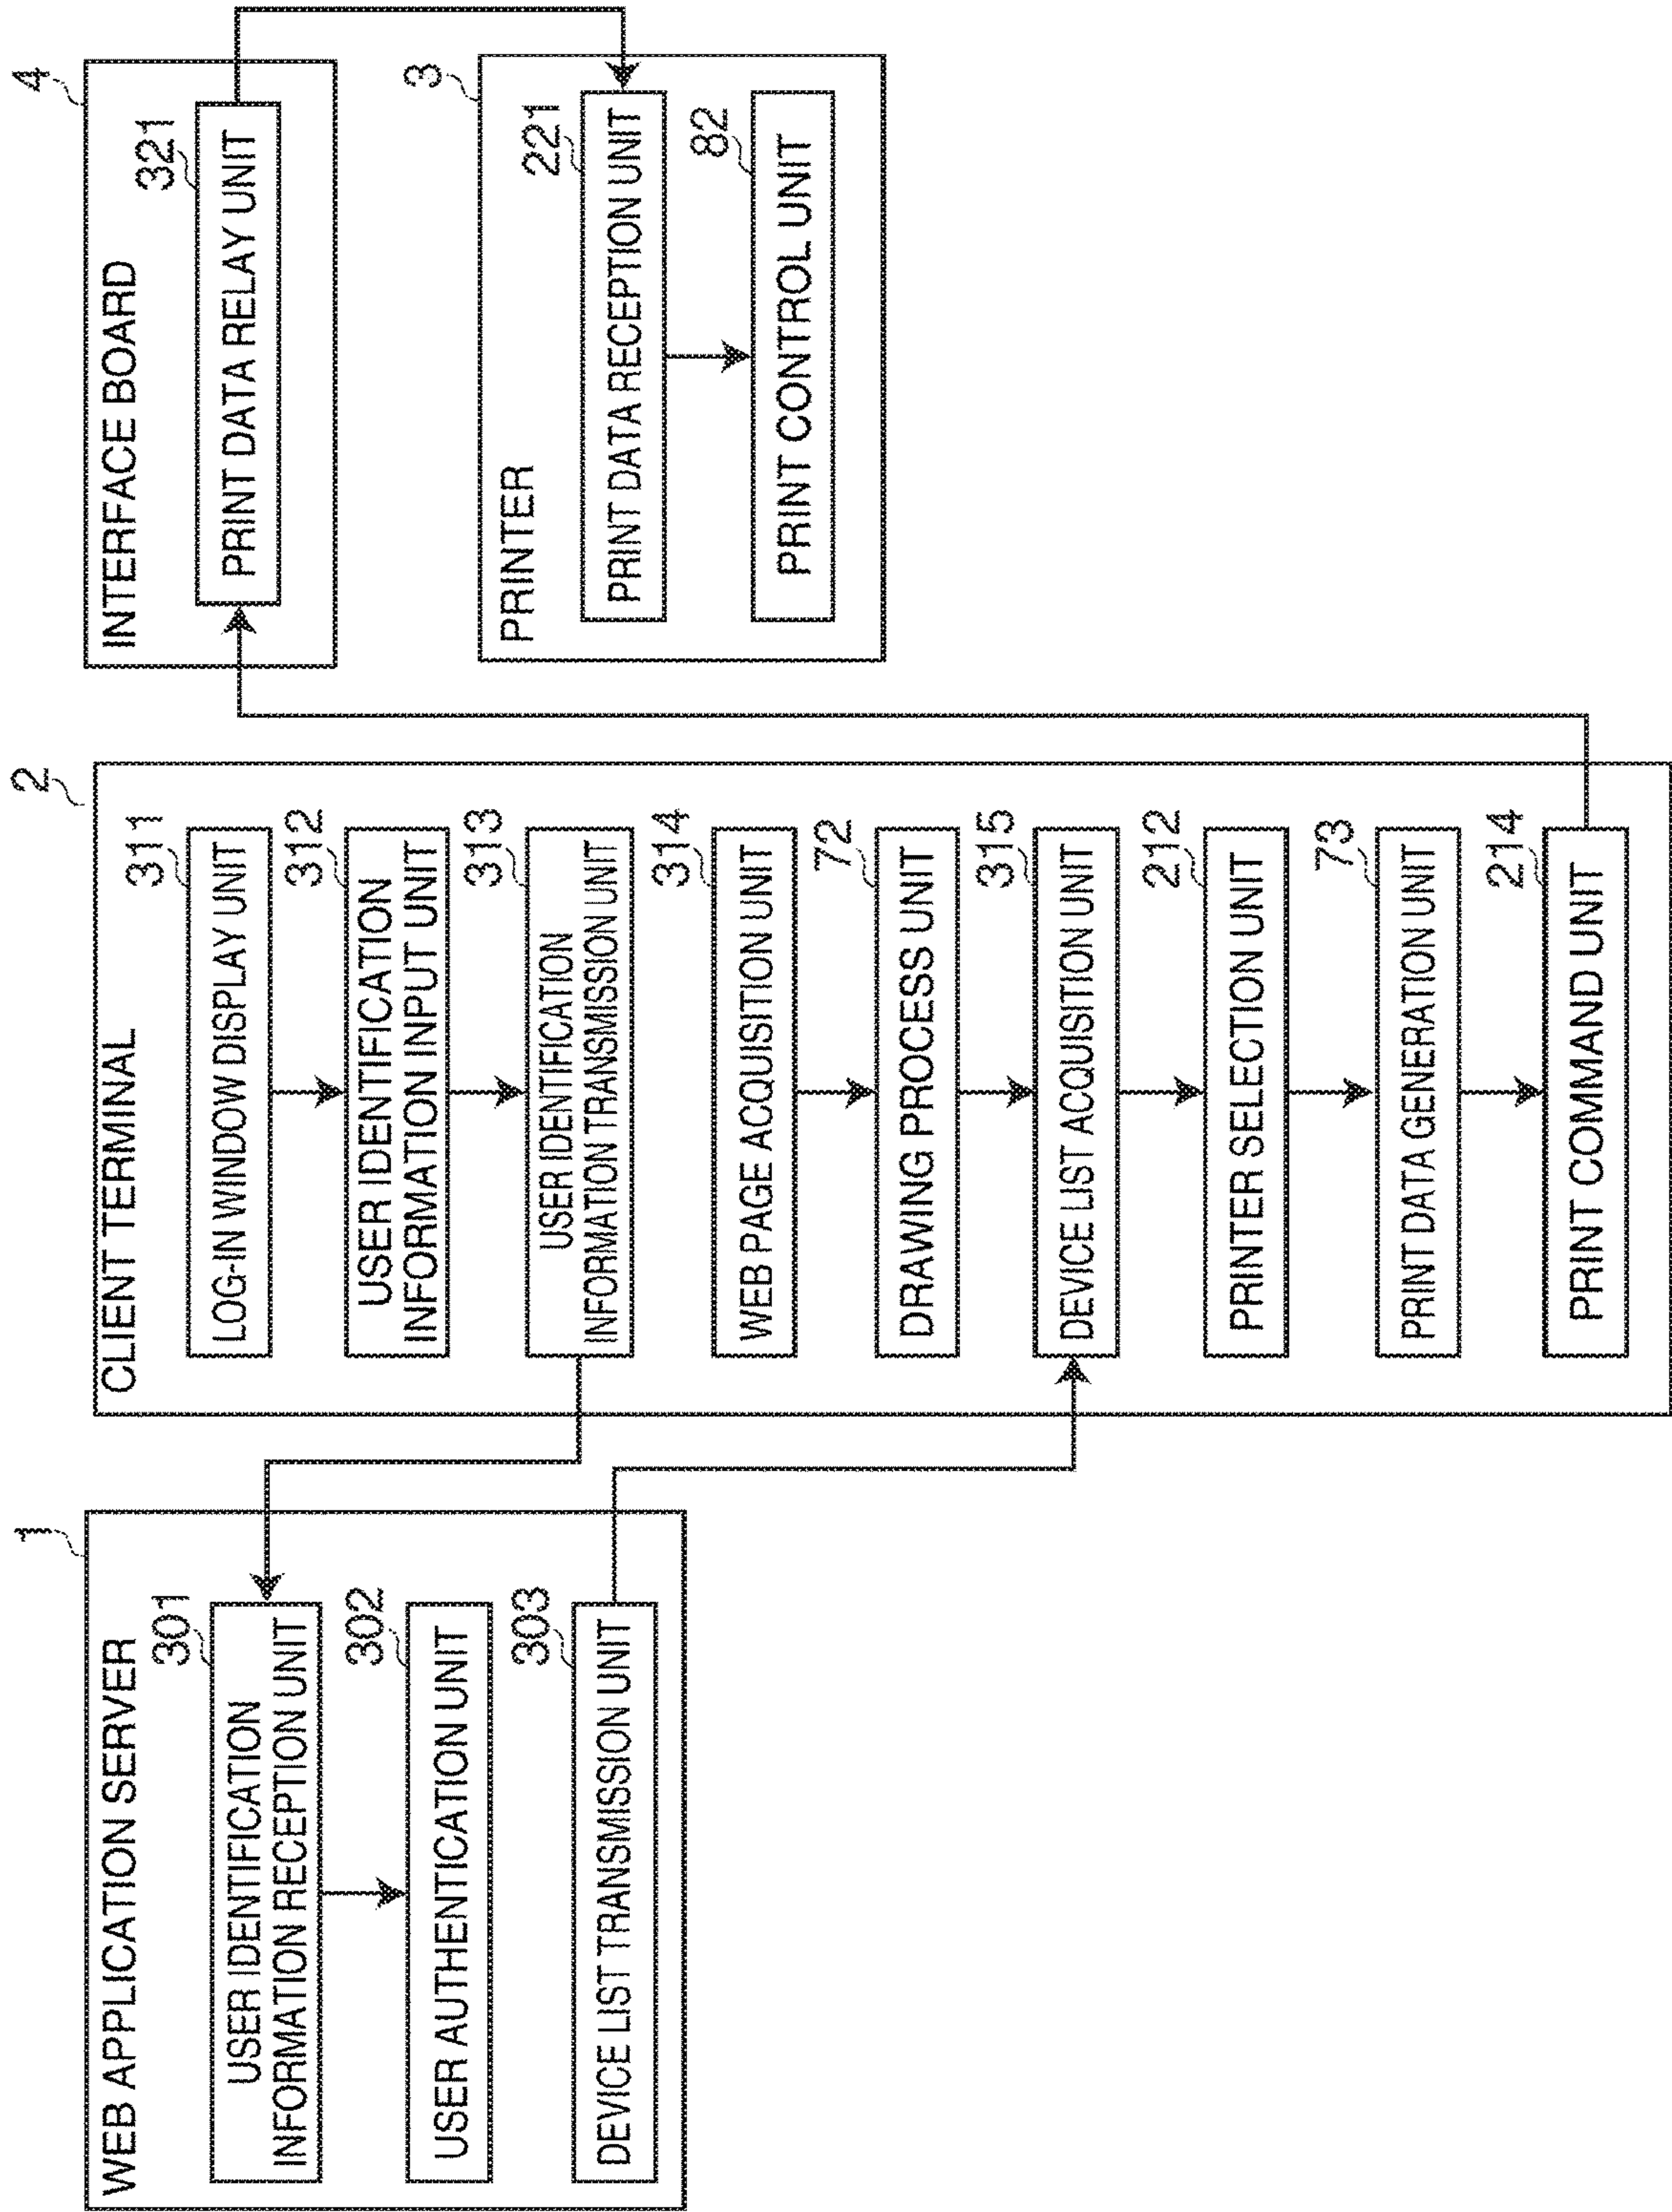 1
WEB APPLICATION SERVER
301
USER IDENTIFICATION
INFORMATION RECEPTION UNIT
302
USER AUTHENTICATION UNIT
303
DEVICE LIST TRANSMISSION UNIT
2
CLIENT TERMINAL
311
LOG-IN WINDOW DISPLAY UNIT
312
USER IDENTIFICATION
INFORMATION INPUT UNIT
313
USER IDENTIFICATION
INFORMATION TRANSMISSION UNIT
314
WEB PAGE ACQUISITION UNIT
72
DRAWING PROCESS UNIT
315
DEVICE LIST ACQUISITION UNIT
212
PRINTER SELECTION UNIT
73
PRINT DATA GENERATION UNIT
214
PRINT COMMAND UNIT
4
INTERFACE BOARD
321
PRINT DATA RELAY UNIT
3
PRINTER
221
PRINT DATA RECEPTION UNIT
82
PRINT CONTROL UNIT